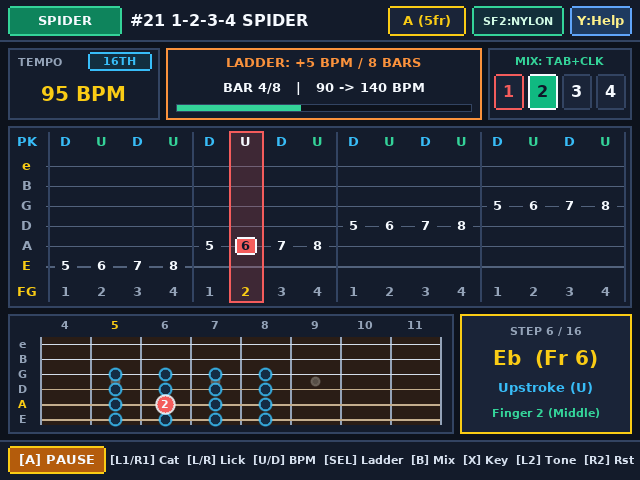 SPIDER #21 1-2-3-4 SPIDER A (5fr) SF2:NYLON Y:Help
TEMPO 16TH
95 BPM
LADDER: +5 BPM / 8 BARS
BAR 4/8 | 90 -> 140 BPM
MIX: TAB+CLK
1 2 3 4
PK D U D U D U D U D U D U D U D U
e
B
G 5 6 7 8
D 5 6 7 8
A 5 6 7 8
E 5 6 7 8
FG 1 2 3 4 1 2 3 4 1 2 3 4 1 2 3 4
4 5 6 7 8 9 10 11
e
B
G
D
A 2
E
STEP 6 / 16
Eb (Fr 6)
Upstroke (U)
Finger 2 (Middle)
[A] PAUSE [L1/R1] Cat [L/R] Lick [U/D] BPM [SEL] Ladder [B] Mix [X] Key [L2] Tone [R2] Rst